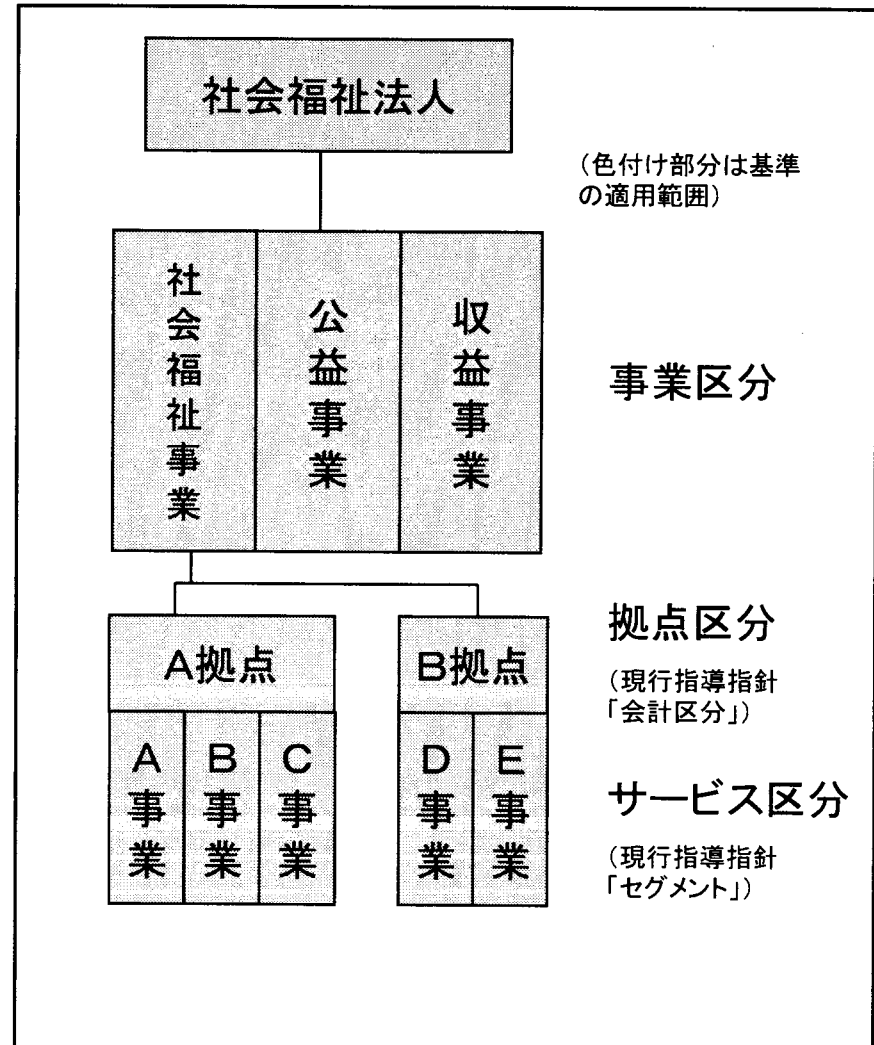 社会福祉法人
(色付け部分は基準
の適用範囲)
社会福祉事業
公益事業
収益事業
事業区分
A拠点
B拠点
拠点区分
(現行指導指針
「会計区分」)
A事業
B事業
C事業
D事業
E事業
サービス区分
(現行指導指針
「セグメント」)